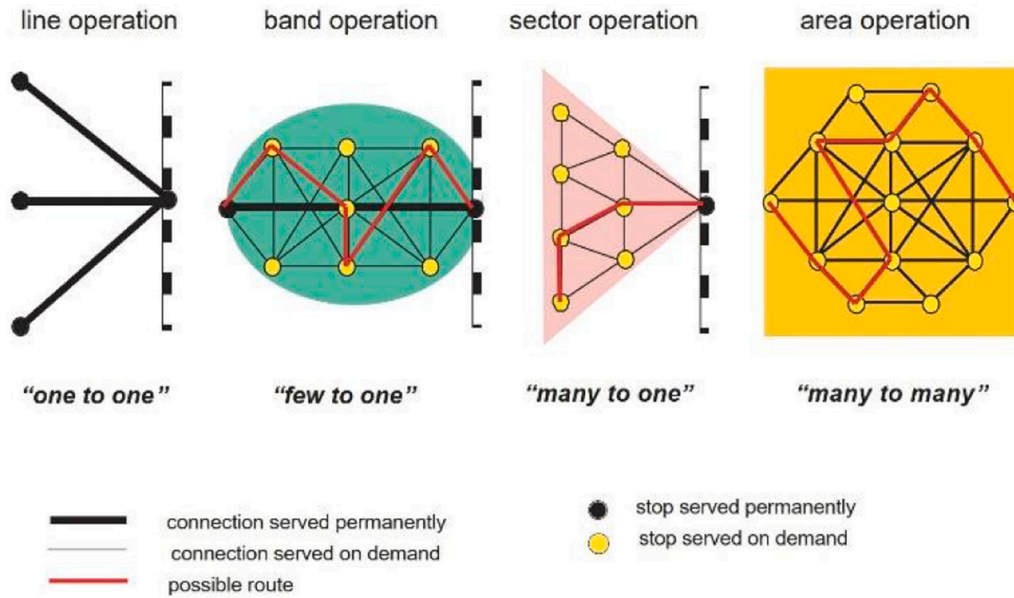 line operation
band operation
sector operation
area operation
“one to one”
“few to one”
“many to one”
“many to many”
connection served permanently
connection served on demand
possible route
stop served permanently
stop served on demand